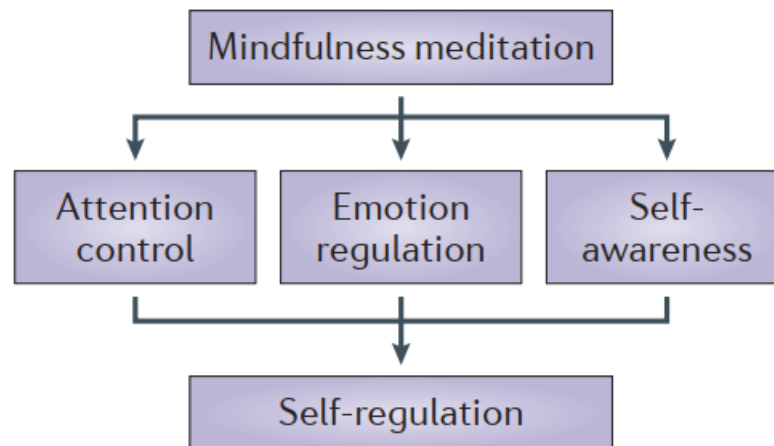 Mindfulness meditation
Attention
control
Emotion
regulation
Self-
awareness
Self-regulation